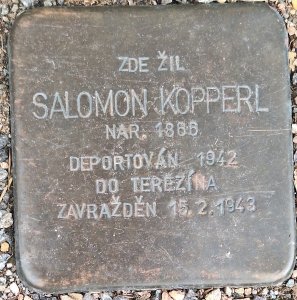 ZDE ŽIL
SALOMON KOPPERL
NAR. 1866
DEPORTOVÁN 1942
DO TEREZÍNA
ZAVRAŽDĚN 15.2.1943